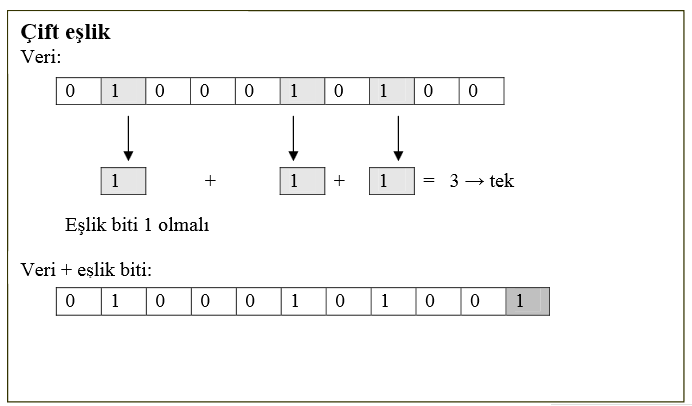 Çift eşlik
Veri:
0 1 0 0 0 1 0 1 0 0
1 + 1 + 1 = 3 → tek
Eşlik biti 1 olmalı
Veri + eşlik biti:
0 1 0 0 0 1 0 1 0 0 1